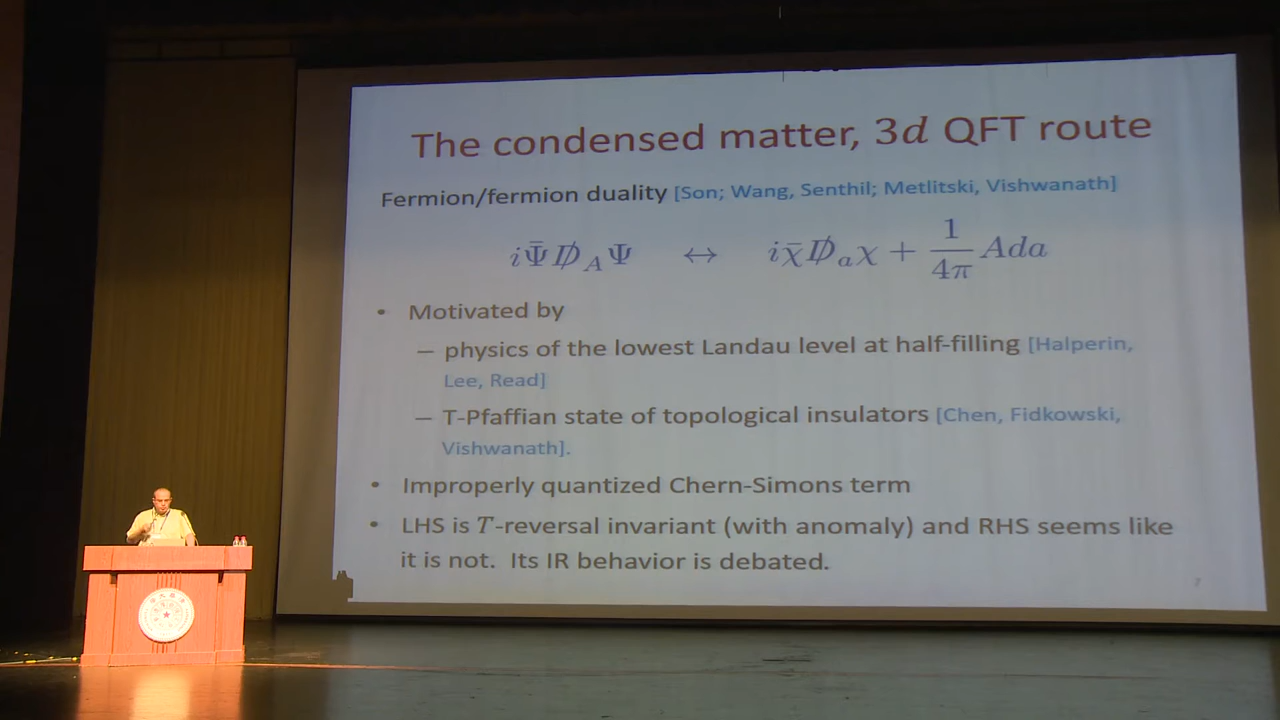 The condensed matter, 3d QFT route
Fermion/fermion duality [Son; Wang, Senthil; Metlitski, Vishwanath]
iΨ̄D̸_AΨ ↔ iχ̄D̸_aχ + 1/4π Ada
• Motivated by
– physics of the lowest Landau level at half-filling [Halperin,
Lee, Read]
– T-Pfaffian state of topological insulators [Chen, Fidkowski,
Vishwanath].
• Improperly quantized Chern-Simons term
• LHS is T-reversal invariant (with anomaly) and RHS seems like
it is not. Its IR behavior is debated.
7